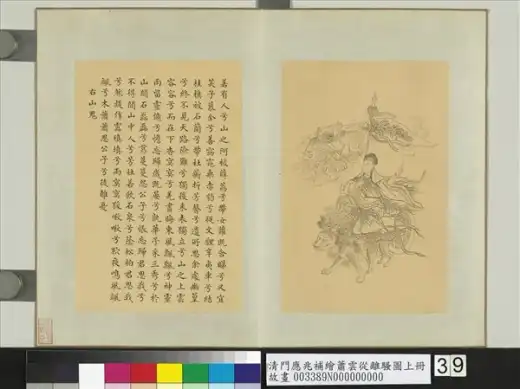 若有人兮山之阿被薜荔兮帶女蘿既含睇兮又宜
笑子慕予兮善窈窕乘赤豹兮從文貍辛夷車兮結
桂旗被石蘭兮帶杜衡折芳馨兮遺所思余處幽篁
兮終不見天路險難兮獨後來表獨立兮山之上雲
容容兮而在下杳冥冥兮羌晝晦東風飄飄兮神靈
雨留靈修兮憺忘歸歲既晏兮孰華予采三秀兮於
山間石磊磊兮葛蔓蔓怨公子兮悵忘歸君思我兮
不得閒山中人兮芳杜若飲石泉兮蔭松柏君思我
兮然疑作雷填填兮雨冥冥猨啾啾兮狖夜鳴風颯
颯兮木蕭蕭思公子兮徒離憂
右山鬼
清門應兆補繪蕭雲從離騷圖上冊
故畫 003389N000000000
39